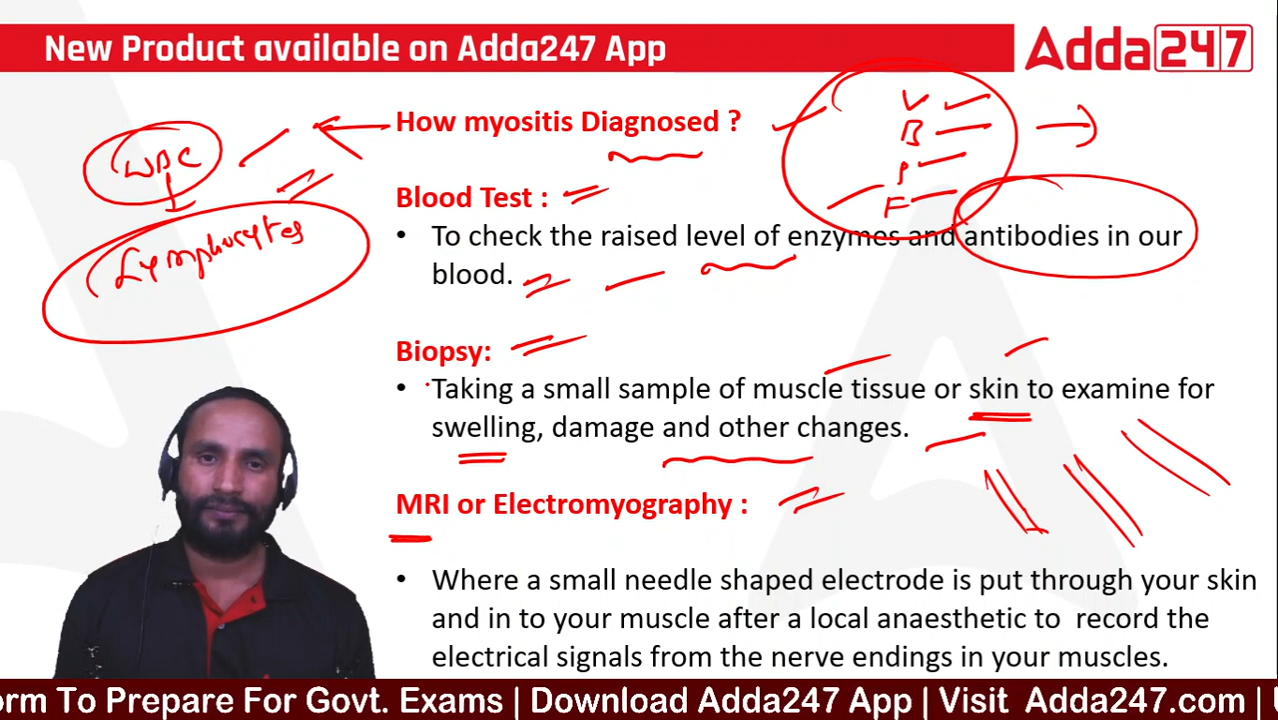 New Product available on Adda247 App
Adda247
How myositis Diagnosed ?
V
B
P
F
WBC
Lymphocytes
Blood Test :
• To check the raised level of enzymes and antibodies in our
blood.
Biopsy:
• Taking a small sample of muscle tissue or skin to examine for
swelling, damage and other changes.
MRI or Electromyography :
• Where a small needle shaped electrode is put through your skin
and in to your muscle after a local anaesthetic to record the
electrical signals from the nerve endings in your muscles.
orm To Prepare For Govt. Exams | Download Adda247 App | Visit Adda247.com |